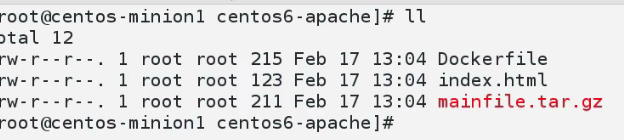 root@centos-minion1 centos6-apache]# ll
otal 12
rw-r--r--. 1 root root 215 Feb 17 13:04 Dockerfile
rw-r--r--. 1 root root 123 Feb 17 13:04 index.html
rw-r--r--. 1 root root 211 Feb 17 13:04 mainfile.tar.gz
root@centos-minion1 centos6-apache]#